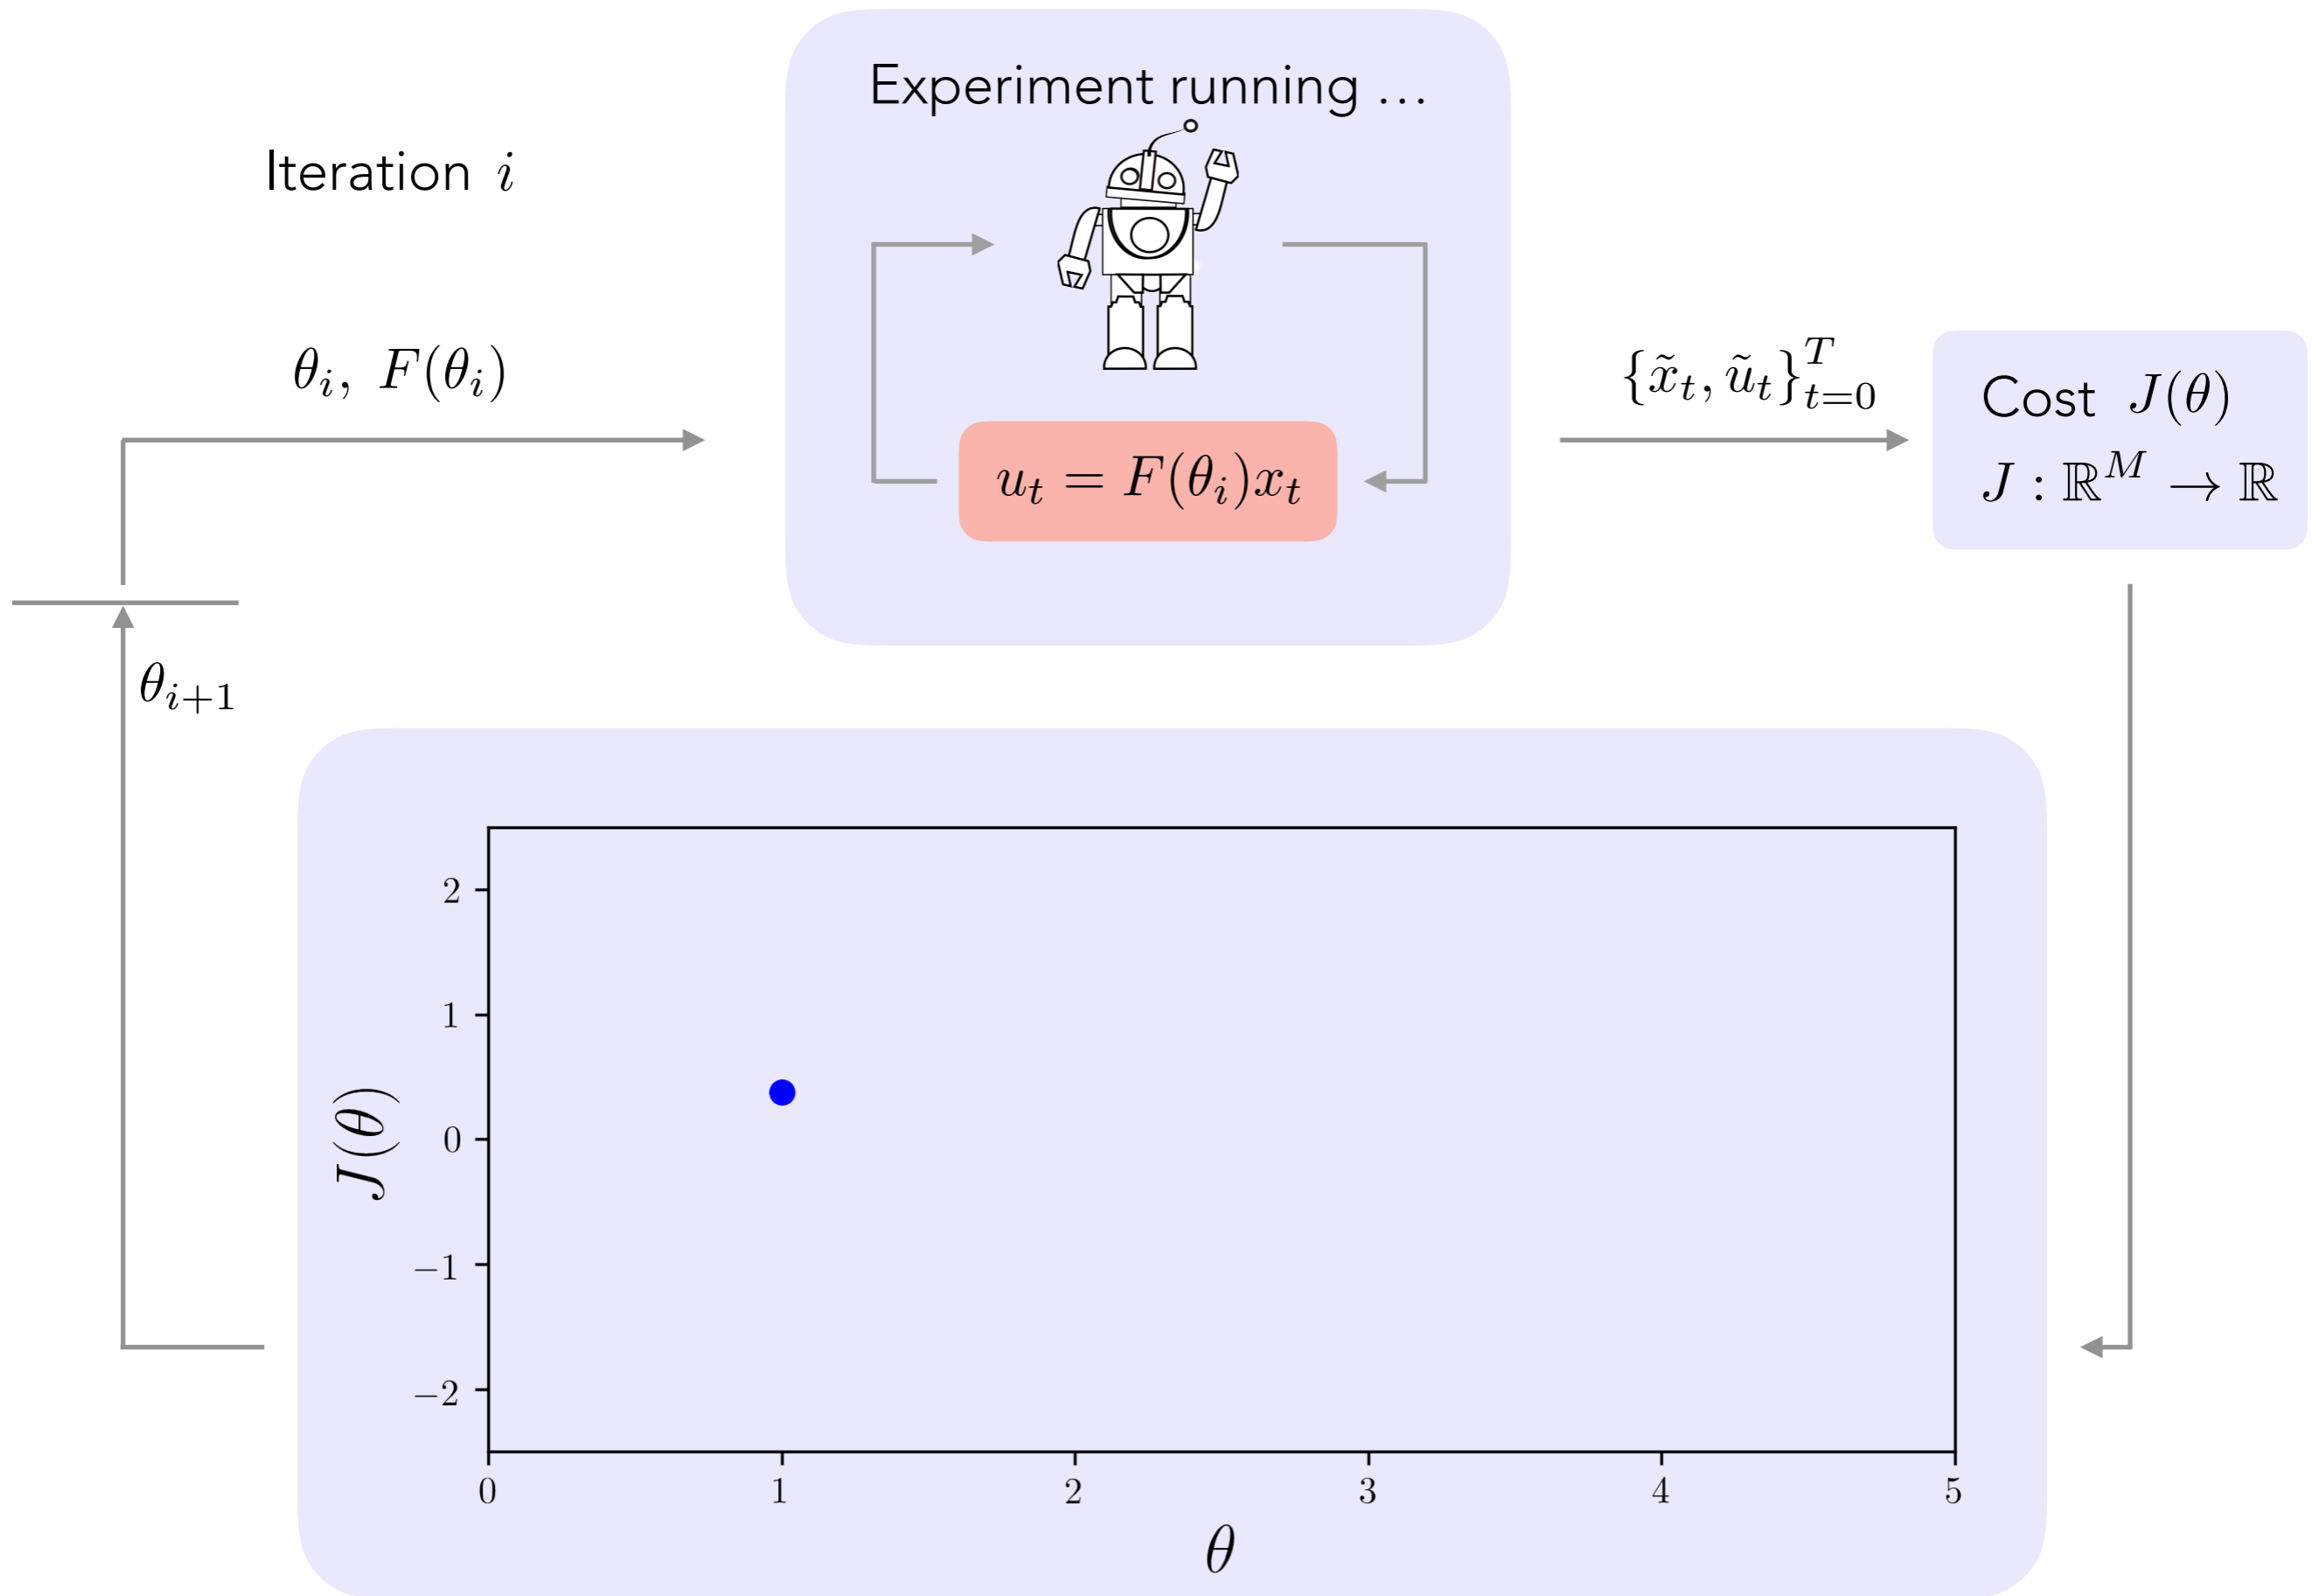 Experiment running …
Iteration i
θ_i, F(θ_i)
u_t = F(θ_i)x_t
{x̃_t, ũ_t}_{t=0}^T
Cost J(θ)
J : ℝ^M → ℝ
θ_{i+1}
J(θ)
2
1
0
−1
−2
0 1 2 3 4 5
θ